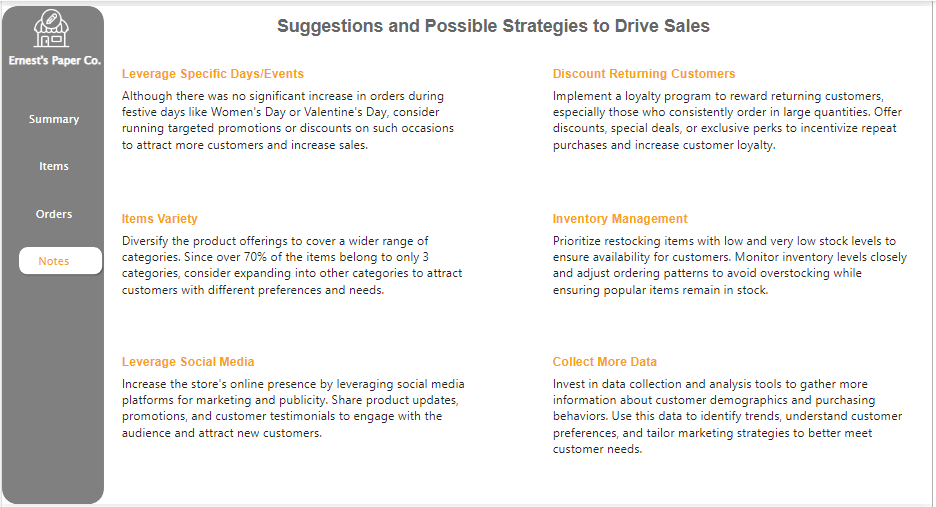 Suggestions and Possible Strategies to Drive Sales
Ernest's Paper Co.
Summary
Items
Orders
Notes
Leverage Specific Days/Events
Although there was no significant increase in orders during
festive days like Women's Day or Valentine's Day, consider
running targeted promotions or discounts on such occasions
to attract more customers and increase sales.
Discount Returning Customers
Implement a loyalty program to reward returning customers,
especially those who consistently order in large quantities. Offer
discounts, special deals, or exclusive perks to incentivize repeat
purchases and increase customer loyalty.
Items Variety
Diversify the product offerings to cover a wider range of
categories. Since over 70% of the items belong to only 3
categories, consider expanding into other categories to attract
customers with different preferences and needs.
Inventory Management
Prioritize restocking items with low and very low stock levels to
ensure availability for customers. Monitor inventory levels closely
and adjust ordering patterns to avoid overstocking while
ensuring popular items remain in stock.
Leverage Social Media
Increase the store's online presence by leveraging social media
platforms for marketing and publicity. Share product updates,
promotions, and customer testimonials to engage with the
audience and attract new customers.
Collect More Data
Invest in data collection and analysis tools to gather more
information about customer demographics and purchasing
behaviors. Use this data to identify trends, understand customer
preferences, and tailor marketing strategies to better meet
customer needs.